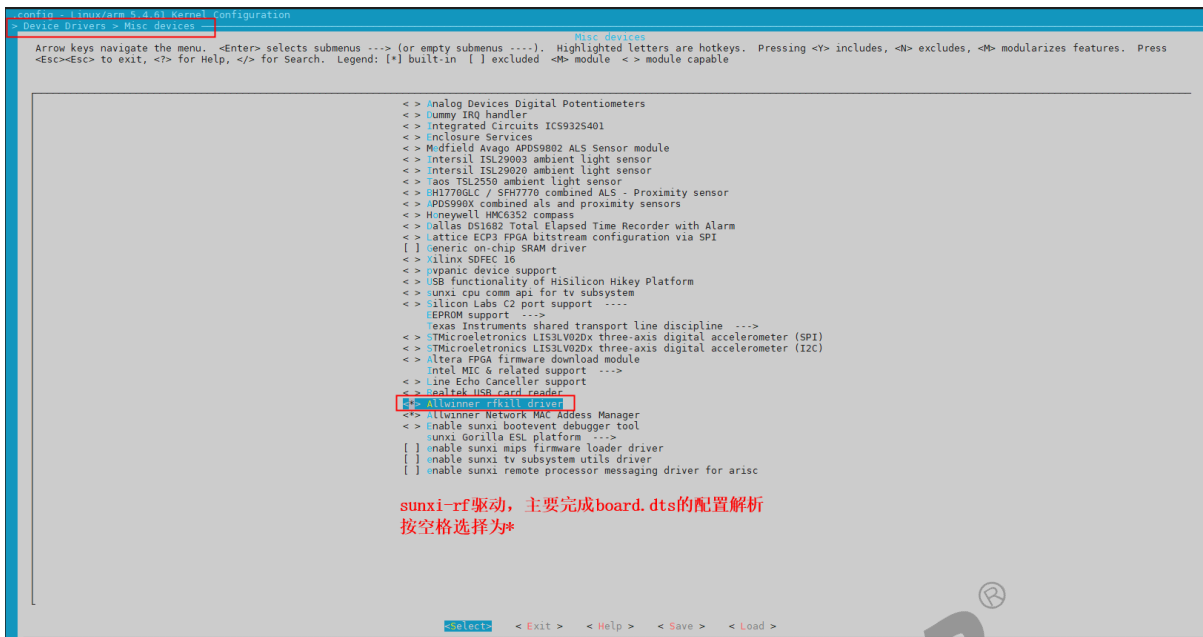 .config - Linux/arm 5.4.61 Kernel Configuration
> Device Drivers > Misc devices
Misc devices
Arrow keys navigate the menu.  <Enter> selects submenus ---> (or empty submenus ----).  Highlighted letters are hotkeys.  Pressing <Y> includes, <N> excludes, <M> modularizes features.  Press
<Esc><Esc> to exit, <?> for Help, </> for Search.  Legend: [*] built-in  [ ] excluded  <M> module  < > module capable
< > Analog Devices Digital Potentiometers
< > Dummy IRQ handler
< > Integrated Circuits ICS932S401
< > Enclosure Services
< > Medfield Avago APDS9802 ALS Sensor module
< > Intersil ISL29003 ambient light sensor
< > Intersil ISL29020 ambient light sensor
< > Taos TSL2550 ambient light sensor
< > BH1770GLC / SFH7770 combined ALS - Proximity sensor
< > APDS990X combined als and proximity sensors
< > Honeywell HMC6352 compass
< > Dallas DS1682 Total Elapsed Time Recorder with Alarm
< > Lattice ECP3 FPGA bitstream configuration via SPI
[ ] Generic on-chip SRAM driver
< > Xilinx SDFEC 16
< > pvpanic device support
< > USB functionality of HiSilicon Hikey Platform
< > sunxi cpu comm api for tv subsystem
< > Silicon Labs C2 port support  ----
EEPROM support  --->
Texas Instruments shared transport line discipline  --->
< > STMicroeletronics LIS3LV02Dx three-axis digital accelerometer (SPI)
< > STMicroeletronics LIS3LV02Dx three-axis digital accelerometer (I2C)
< > Altera FPGA firmware download module
Intel MIC & related support  --->
< > Line Echo Canceller support
< > Realtek USB card reader
<*> Allwinner rfkill driver
<*> Allwinner Network MAC Addess Manager
< > Enable sunxi bootevent debugger tool
sunxi Gorilla ESL platform  --->
[ ] enable sunxi mips firmware loader driver
[ ] enable sunxi tv subsystem utils driver
[ ] enable sunxi remote processor messaging driver for arisc
sunxi-rf驱动，主要完成board.dts的配置解析
按空格选择为*
®
<Select>    < Exit >    < Help >    < Save >    < Load >